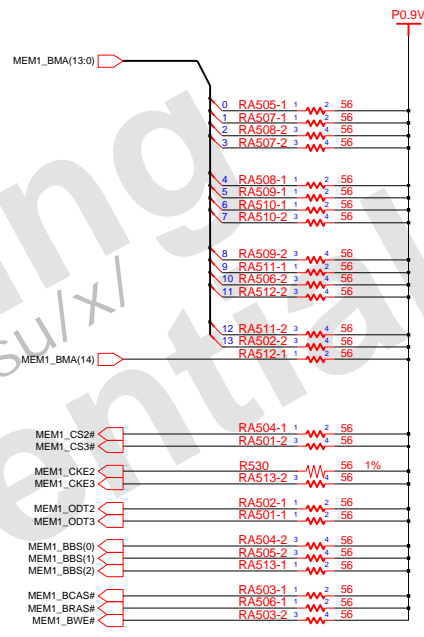 P0.9V
MEM1_BMA(13:0)
0 RA505-1 1 2 56
1 RA507-1 1 2 56
2 RA508-2 3 4 56
3 RA507-2 3 4 56
4 RA508-1 1 2 56
5 RA509-1 1 2 56
6 RA510-1 1 2 56
7 RA510-2 3 4 56
8 RA509-2 3 4 56
9 RA511-1 1 2 56
10 RA506-2 3 4 56
11 RA512-2 3 4 56
12 RA511-2 3 4 56
13 RA502-2 3 4 56
MEM1_BMA(14) RA512-1 1 2 56
MEM1_CS2# RA504-1 1 2 56
MEM1_CS3# RA501-2 3 4 56
MEM1_CKE2 R530 56 1%
MEM1_CKE3 RA513-2 3 4 56
MEM1_ODT2 RA502-1 1 2 56
MEM1_ODT3 RA501-1 1 2 56
MEM1_BBS(0) RA504-2 3 4 56
MEM1_BBS(1) RA505-2 3 4 56
MEM1_BBS(2) RA513-1 1 2 56
MEM1_BCAS# RA503-1 1 2 56
MEM1_BRAS# RA506-1 1 2 56
MEM1_BWE# RA503-2 3 4 56